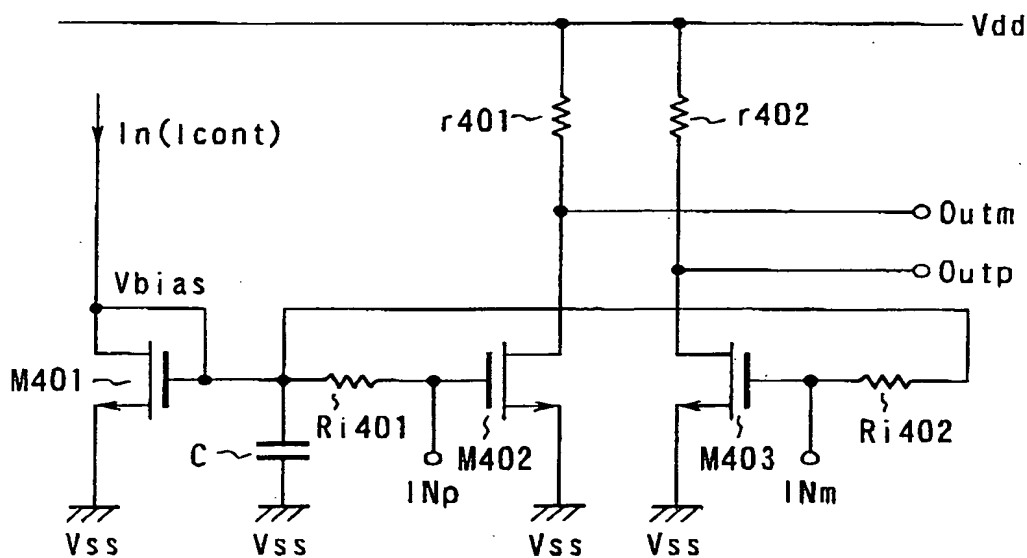 Vdd
r401
r402
In(Icont)
Outm
Outp
Vbias
M401
Ri401
M402
M403
Ri402
C
INp
INm
Vss
Vss
Vss
Vss